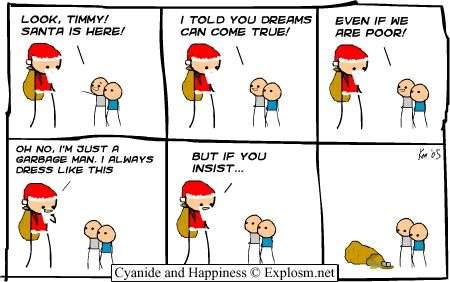 LOOK, TIMMY!
SANTA IS HERE!
I TOLD YOU DREAMS
CAN COME TRUE!
EVEN IF WE
ARE POOR!
OH NO, I'M JUST A
GARBAGE MAN. I ALWAYS
DRESS LIKE THIS
BUT IF YOU
INSIST...
Cyanide and Happiness © Explosm.net